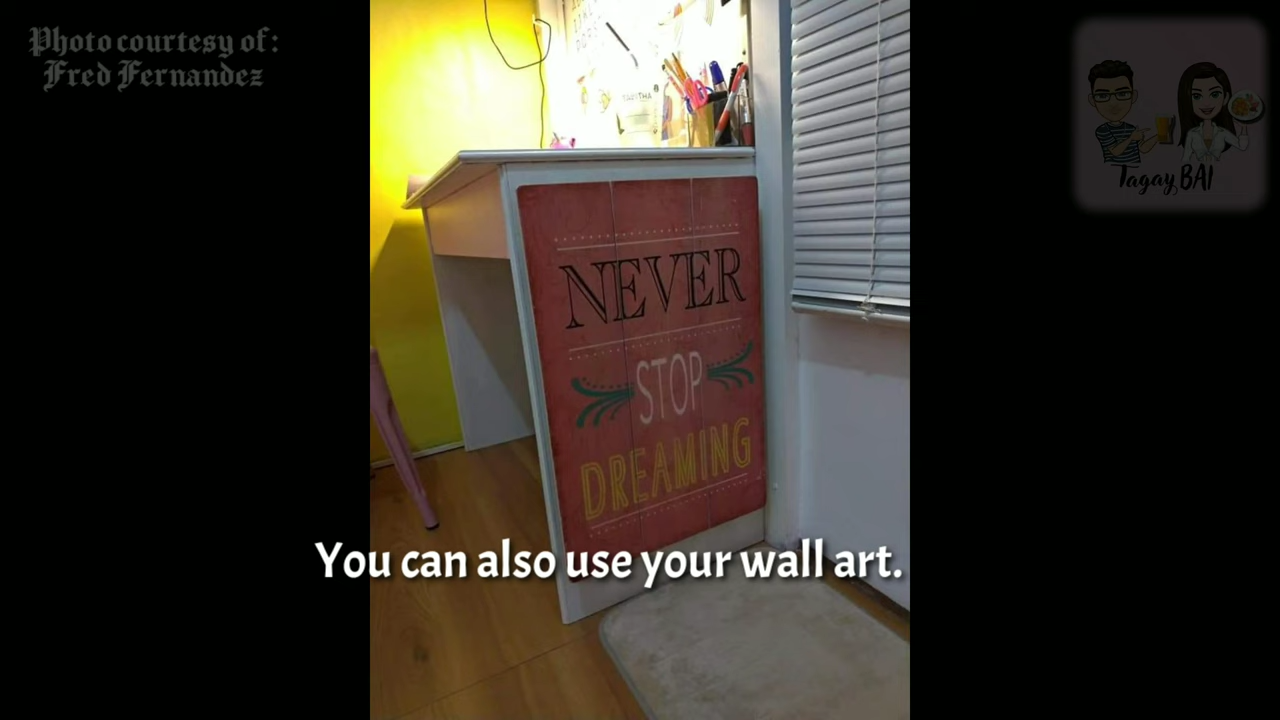 Photo courtesy of:
Fred Fernandez
Tagay BAI
NEVER
STOP
DREAMING
You can also use your wall art.